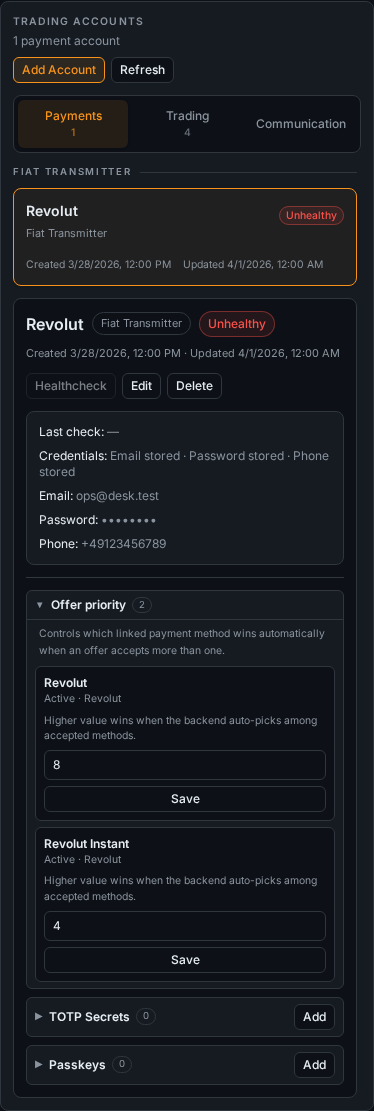 TRADING ACCOUNTS
1 payment account
Add Account Refresh
Payments Trading Communication
1 4
FIAT TRANSMITTER
Revolut Unhealthy
Fiat Transmitter
Created 3/28/2026, 12:00 PM Updated 4/1/2026, 12:00 AM
Revolut Fiat Transmitter Unhealthy
Created 3/28/2026, 12:00 PM · Updated 4/1/2026, 12:00 AM
Healthcheck Edit Delete
Last check: —
Credentials: Email stored · Password stored · Phone
stored
Email: ops@desk.test
Password: ••••••••
Phone: +49123456789
▼ Offer priority 2
Controls which linked payment method wins automatically
when an offer accepts more than one.
Revolut
Active · Revolut
Higher value wins when the backend auto-picks among
accepted methods.
8
Save
Revolut Instant
Active · Revolut
Higher value wins when the backend auto-picks among
accepted methods.
4
Save
▶ TOTP Secrets 0 Add
▶ Passkeys 0 Add